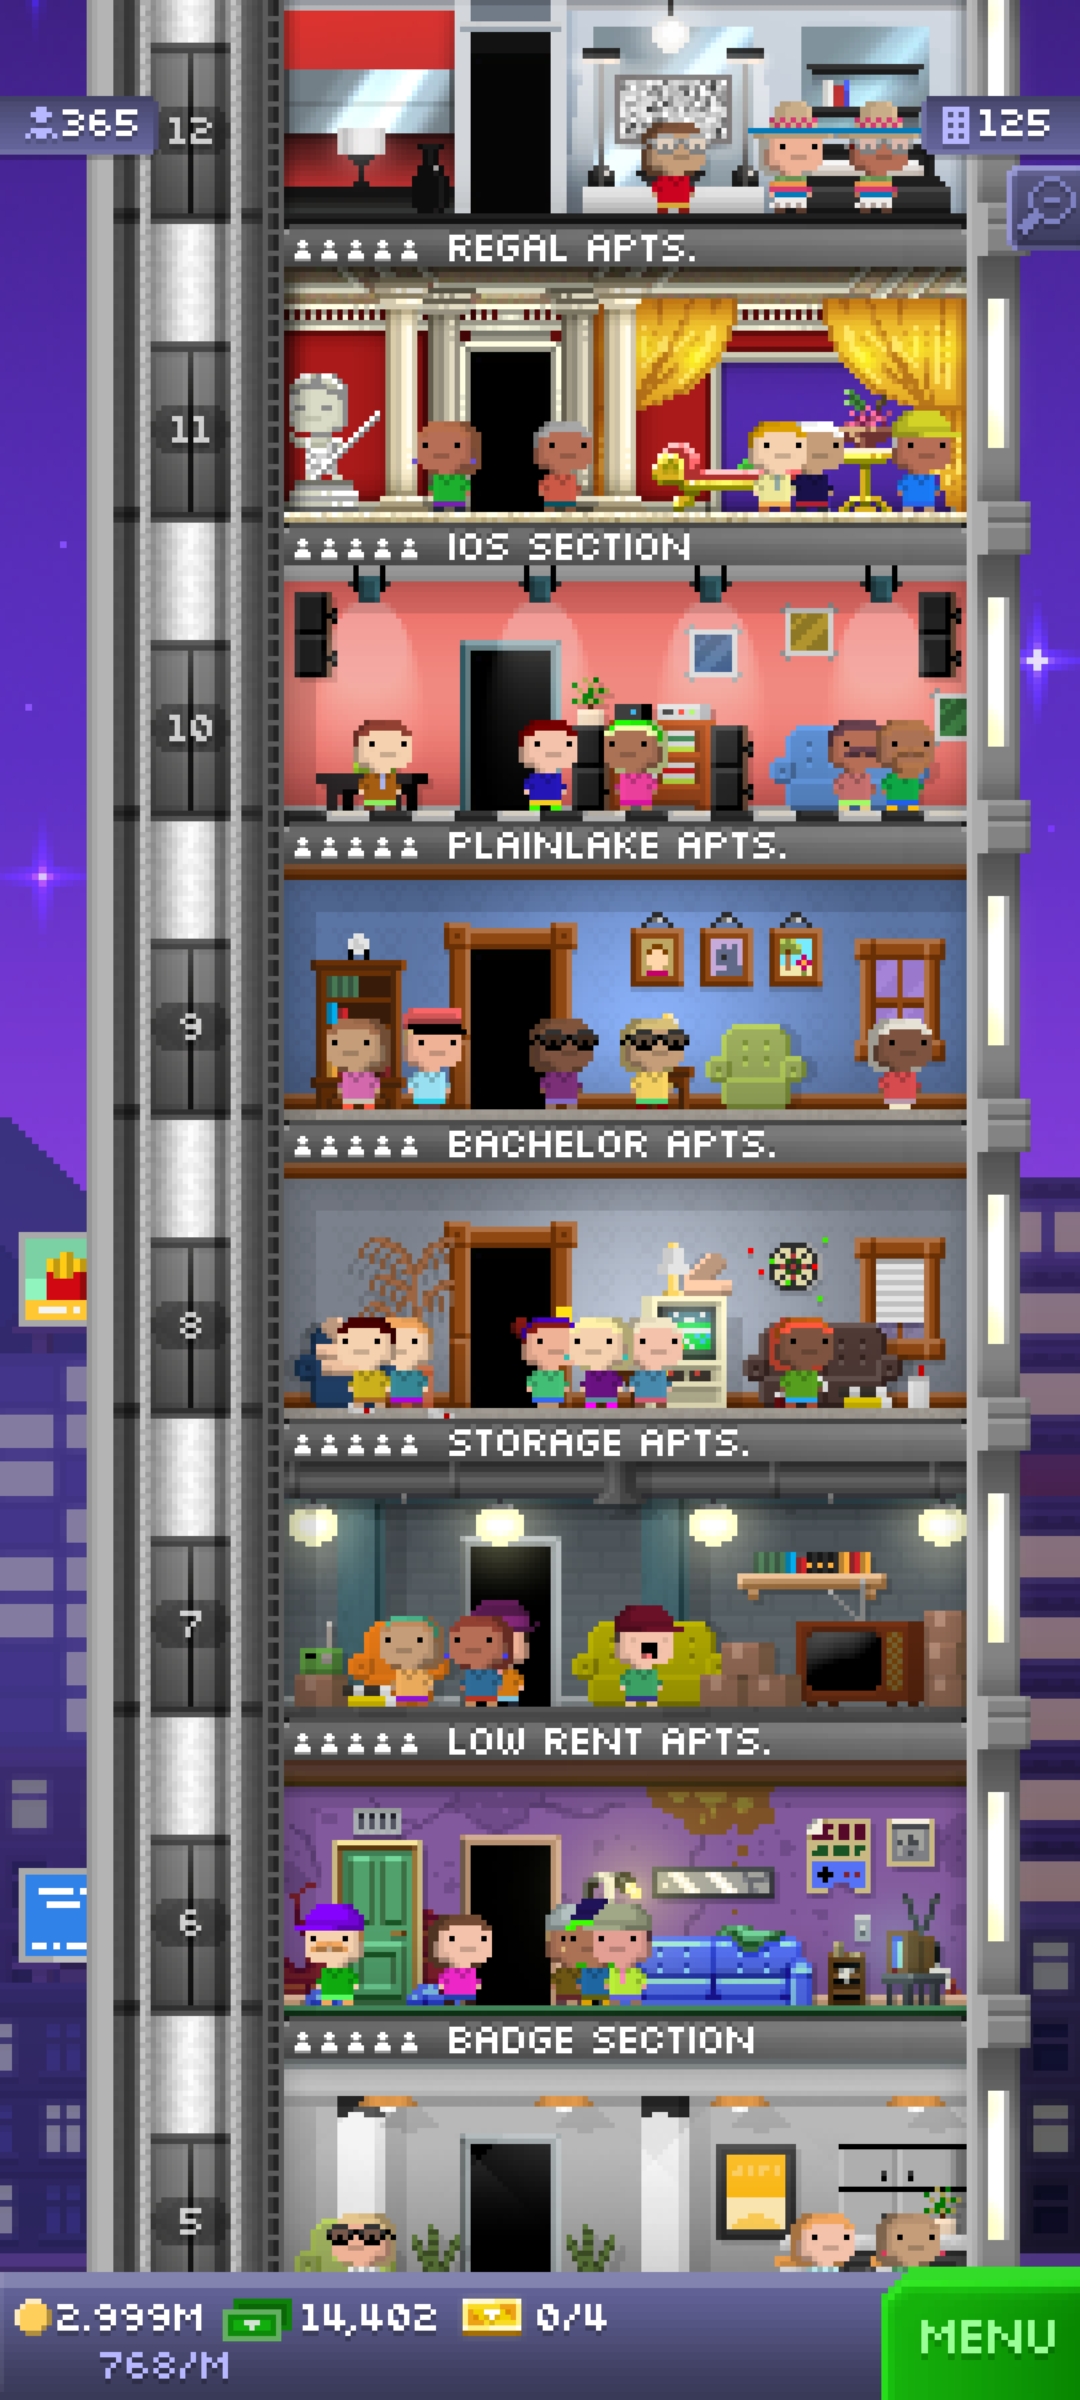 365
12
125
REGAL APTS.
11
IOS SECTION
10
PLAINLAKE APTS.
9
BACHELOR APTS.
8
STORAGE APTS.
7
LOW RENT APTS.
6
BADGE SECTION
5
2.999M 14,402 0/4
768/M
MENU